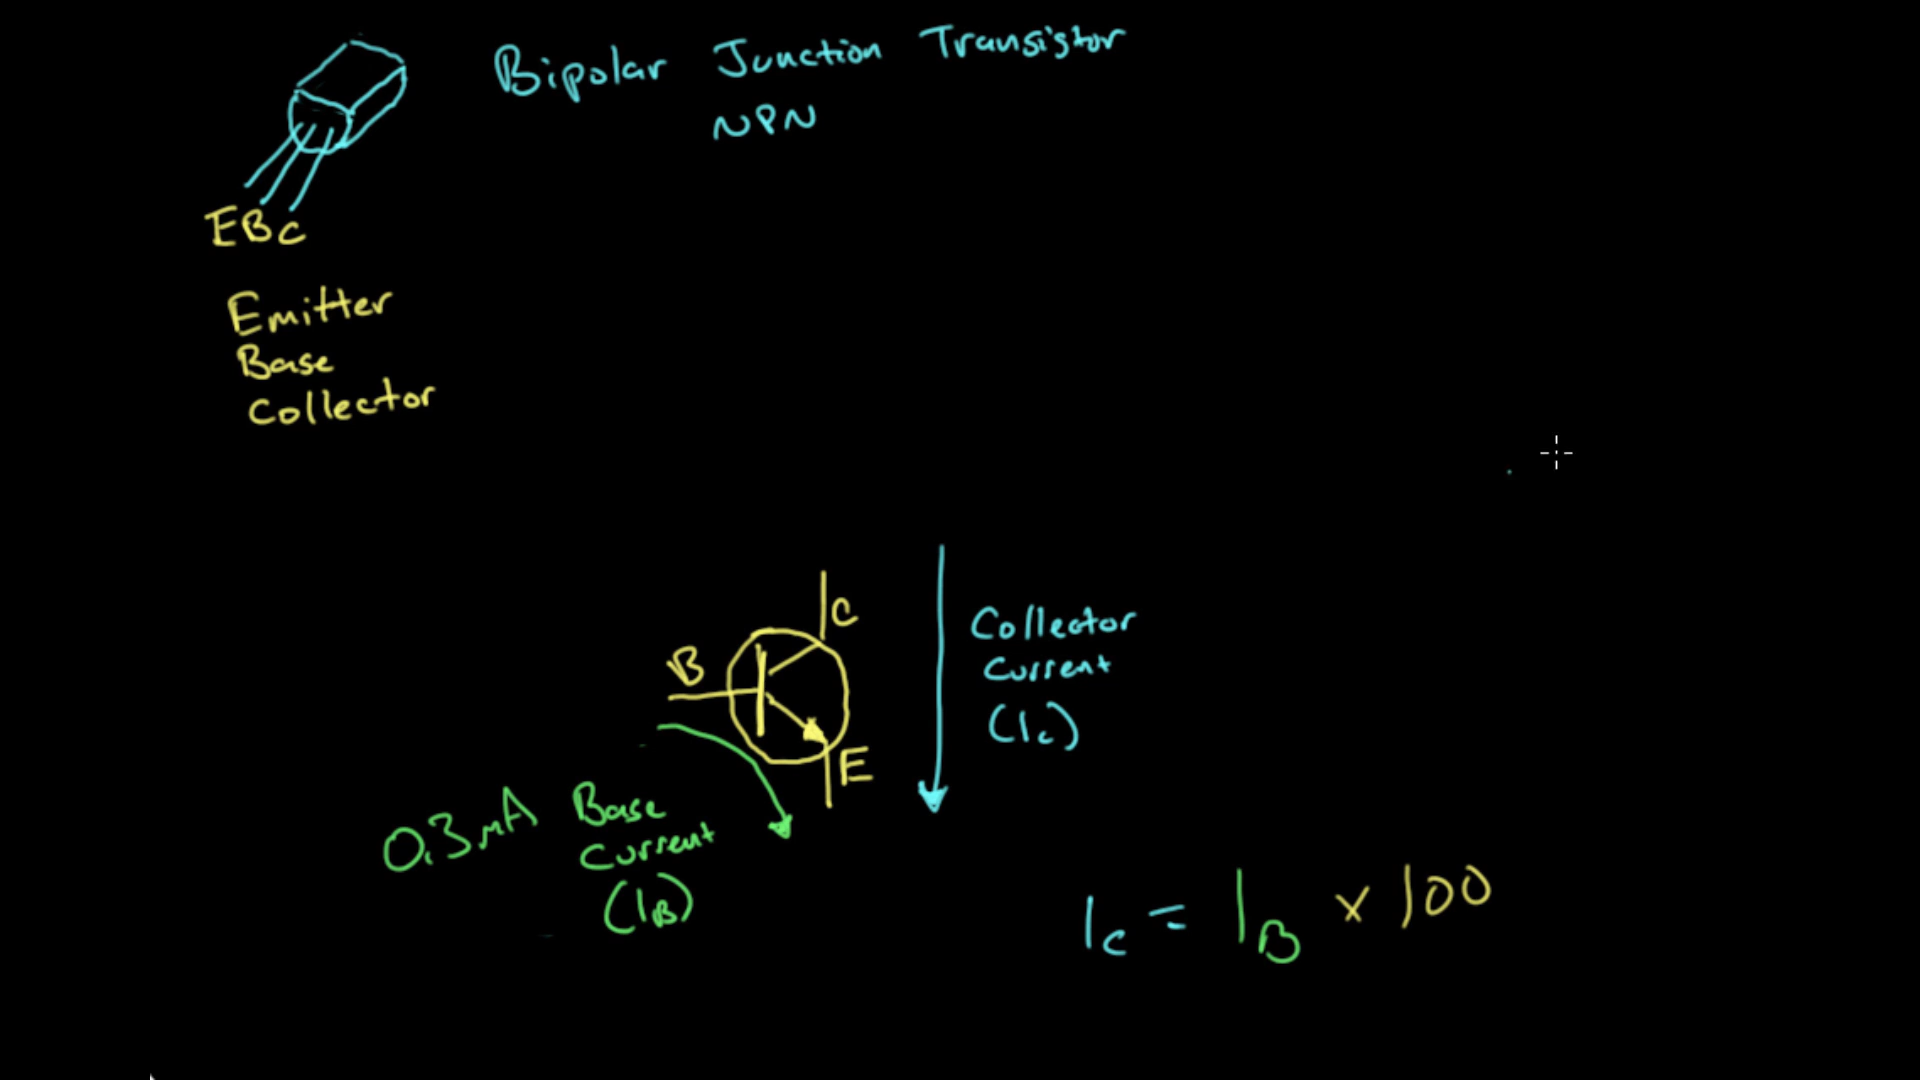 Bipolar Junction Transistor
NPN
EBC
Emitter
Base
Collector
C
B
E
Collector
Current
(Ic)
0.3mA Base
Current
(IB)
Ic = IB x 100